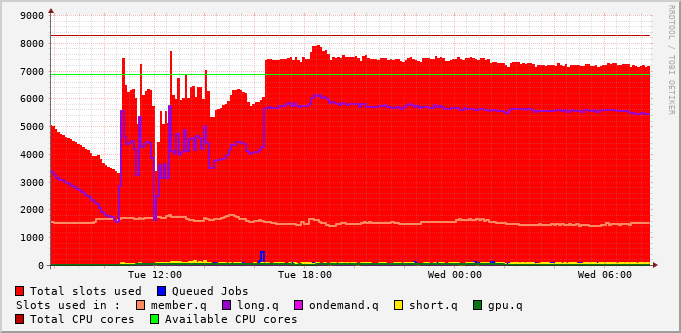 9000
8000
7000
6000
5000
4000
3000
2000
1000
0
Tue 12:00 Tue 18:00 Wed 00:00 Wed 06:00
Total slots used Queued Jobs
Slots used in : member.q long.q ondemand.q short.q gpu.q
Total CPU cores Available CPU cores
RRDTOOL / TOBI OETIKER